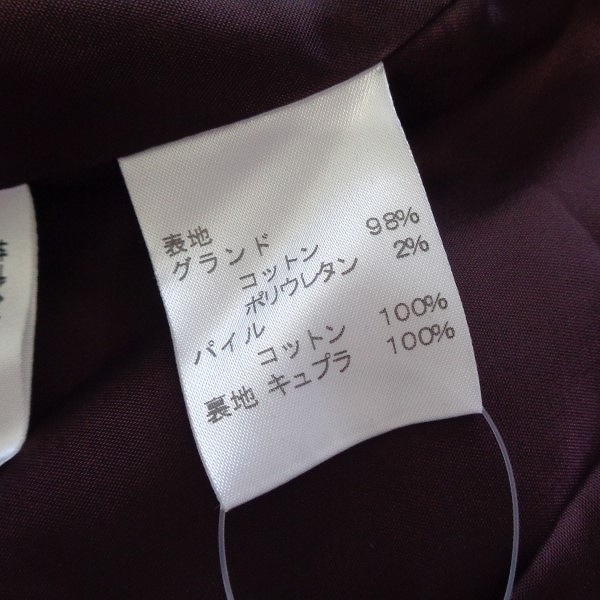 表地
グランド
コットン 98%
ポリウレタン 2%
パイル
コットン 100%
裏地 キュプラ 100%